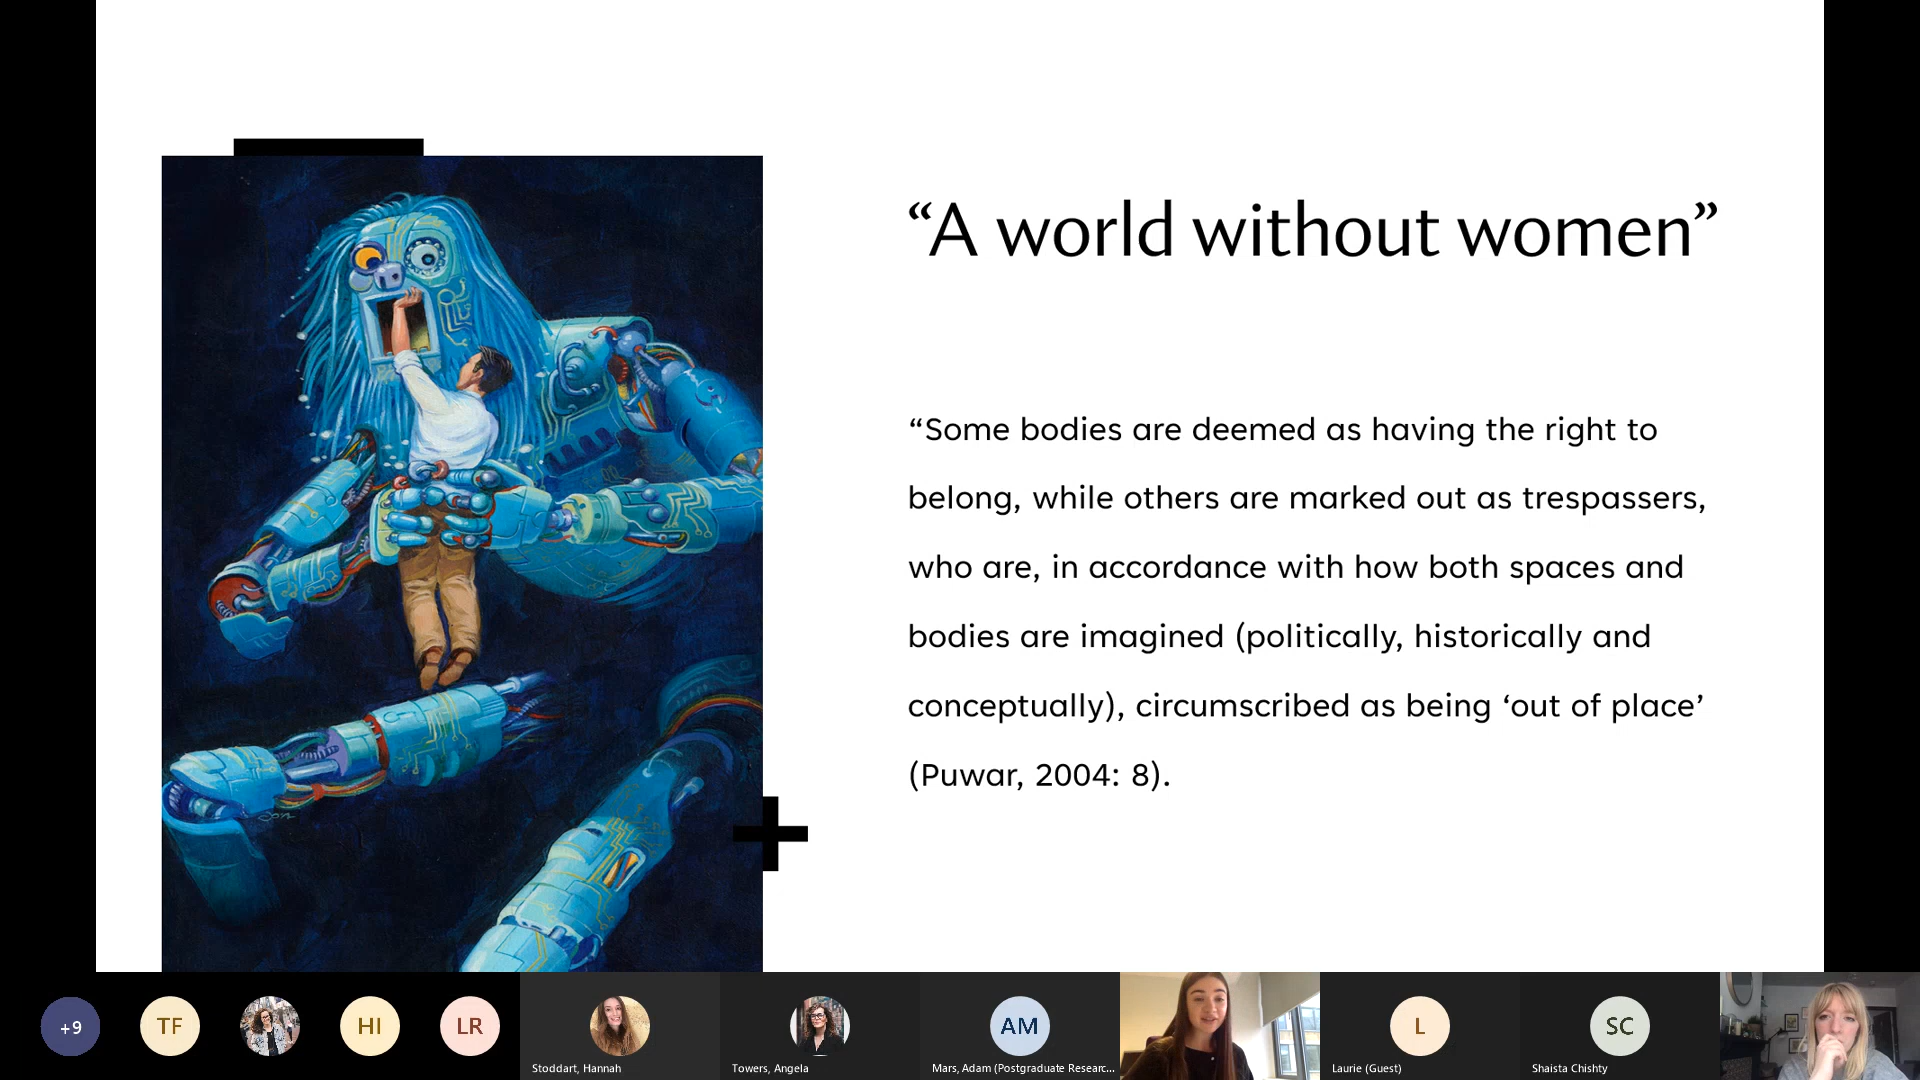 “A world without women”
“Some bodies are deemed as having the right to
belong, while others are marked out as trespassers,
who are, in accordance with how both spaces and
bodies are imagined (politically, historically and
conceptually), circumscribed as being ‘out of place’
(Puwar, 2004: 8).
+9
TF
HI
LR
Stoddart, Hannah
Towers, Angela
AM
Mars, Adam (Postgraduate Researc...
L
Laurie (Guest)
SC
Shaista Chishty